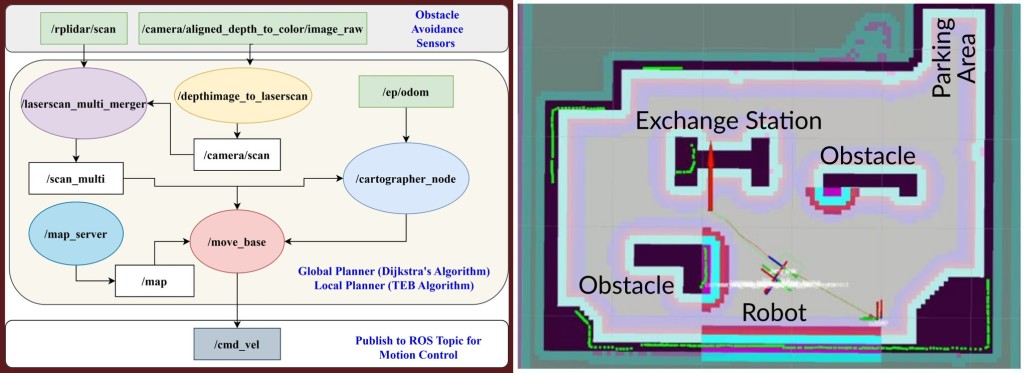 /rplidar/scan
/camera/aligned_depth_to_color/image_raw
Obstacle
Avoidance
Sensors
/laserscan_multi_merger
/depthimage_to_laserscan
/ep/odom
/camera/scan
/scan_multi
/cartographer_node
/map_server
/move_base
/map
Global Planner (Dijkstra's Algorithm)
Local Planner (TEB Algorithm)
/cmd_vel
Publish to ROS Topic for
Motion Control
Parking
Area
Exchange Station
Obstacle
Obstacle
Robot